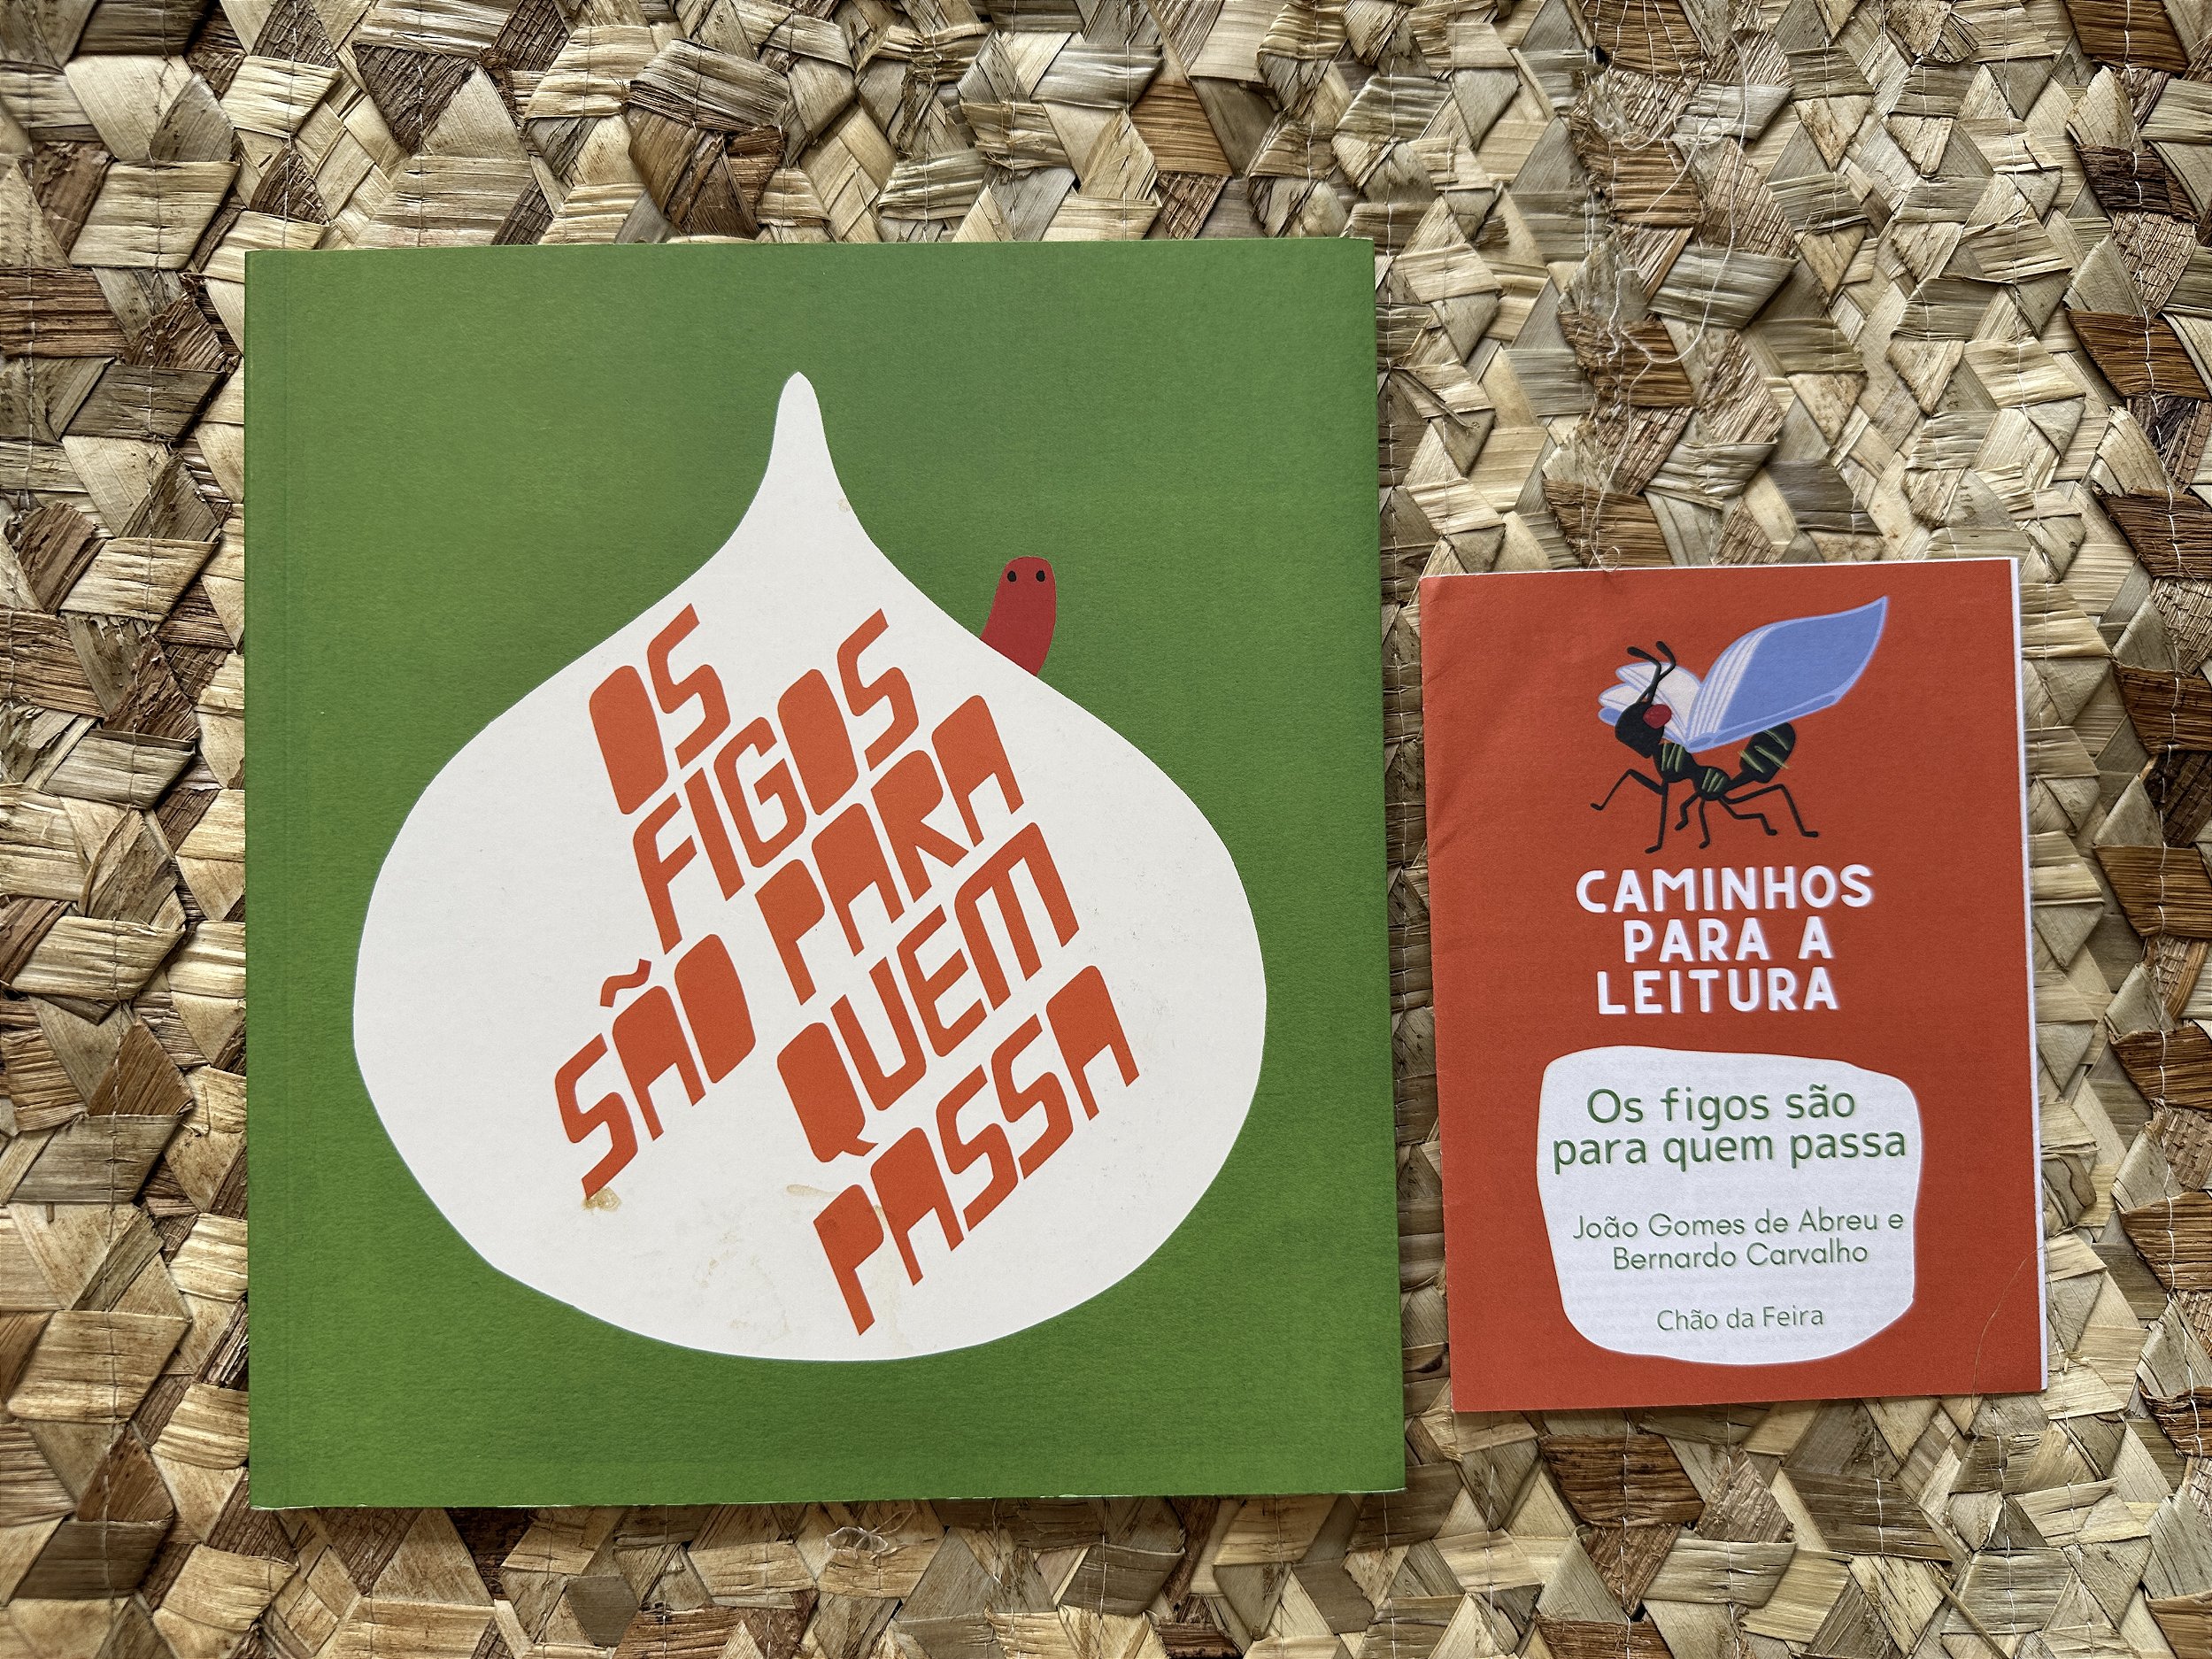 OS
FIGOS
SÃO PARA
QUEM
PASSA
CAMINHOS
PARA A
LEITURA
Os figos são
para quem passa
João Gomes de Abreu e
Bernardo Carvalho
Chão da Feira